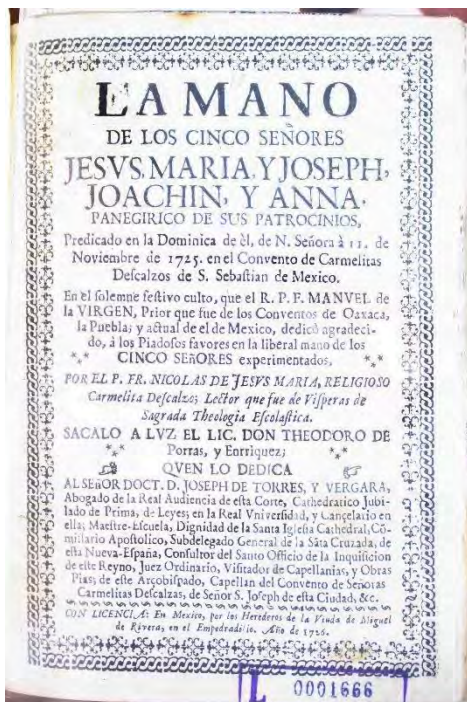 LA MANO
DE LOS CINCO SEÑORES
JESVS, MARIA, Y JOSEPH,
JOACHIN, Y ANNA.
PANEGIRICO DE SUS PATROCINIOS,
Predicado en la Dominica de èl, de N. Señora à 11. de
Noviembre de 1725. en el Convento de Carmelitas
Descalzos de S. Sebastian de Mexico.
En el solemne festivo culto, que el R. P. F. MANVEL de
la VIRGEN, Prior que fue de los Conventos de Oaxaca,
la Puebla; y actual de el de Mexico, dedicò agradeci-
do, à los Piadosos favores en la liberal mano de los
CINCO SEñORES experimentados,
POR EL P. FR. NICOLAS DE JESVS MARIA, RELIGIOSO
Carmelita Descalzo; Lector que fue de Visperas de
Sagrada Theologia Escolastica.
SACALO A LVZ EL LIC. DON THEODORO DE
Porras, y Enrriquez;
QVEN LO DEDICA
AL SEñOR DOCT. D. JOSEPH DE TORRES, Y VERGARA,
Abogado de la Real Audiencia de esta Corte, Cathedratico Jubi-
lado de Prima, de Leyes; en la Real Vniversidad, y Cancelario en
ella; Maestre-Escuela, Dignidad de la Santa Iglesia Cathedral, Cö-
missario Apostolico, Subdelegado General de la Sāta Cruzada, de
esta Nueva-España, Consultor del Santo Officio de la Inquisicion
de este Reyno, Juez Ordinario, Visitador de Capellanias, y Obras
Pias; de este Arçobispado, Capellan del Convento de Señoras
Carmelitas Descalzas, de Señor S. Joseph de esta Ciudad, &c.
CON LICENCIA: En Mexico, por los Herederos de la Viuda de Miguel
de Rivera; en el Empedradillo. Año de 1726.
L 0001666